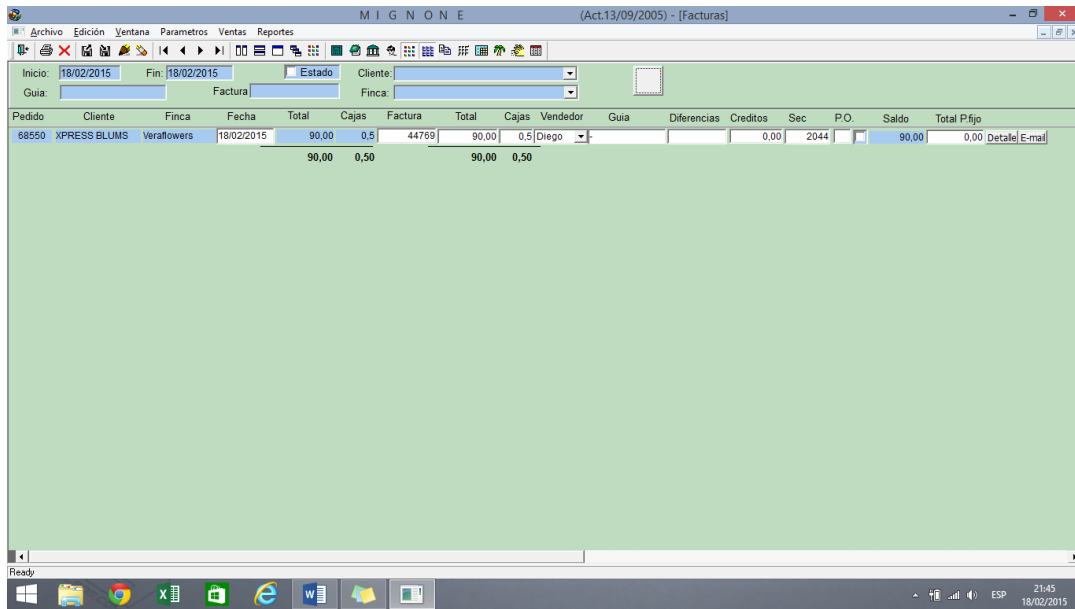 M I G N O N E (Act.13/09/2005) - [Facturas]
Archivo Edición Ventana Parametros Ventas Reportes
Inicio: 18/02/2015 Fin: 18/02/2015 Estado Cliente:
Guia: Factura Finca:
Pedido Cliente Finca Fecha Total Cajas Factura Total Cajas Vendedor Guia Diferencias Creditos Sec P.O. Saldo Total P.fijo
68550 XPRESS BLUMS Veraflowers 18/02/2015 90,00 0,5 44769 90,00 0,5 Diego - 0,00 2044 90,00 0,00 Detalle E-mail
90,00 0,50 90,00 0,50
Ready
ESP 21:45
18/02/2015